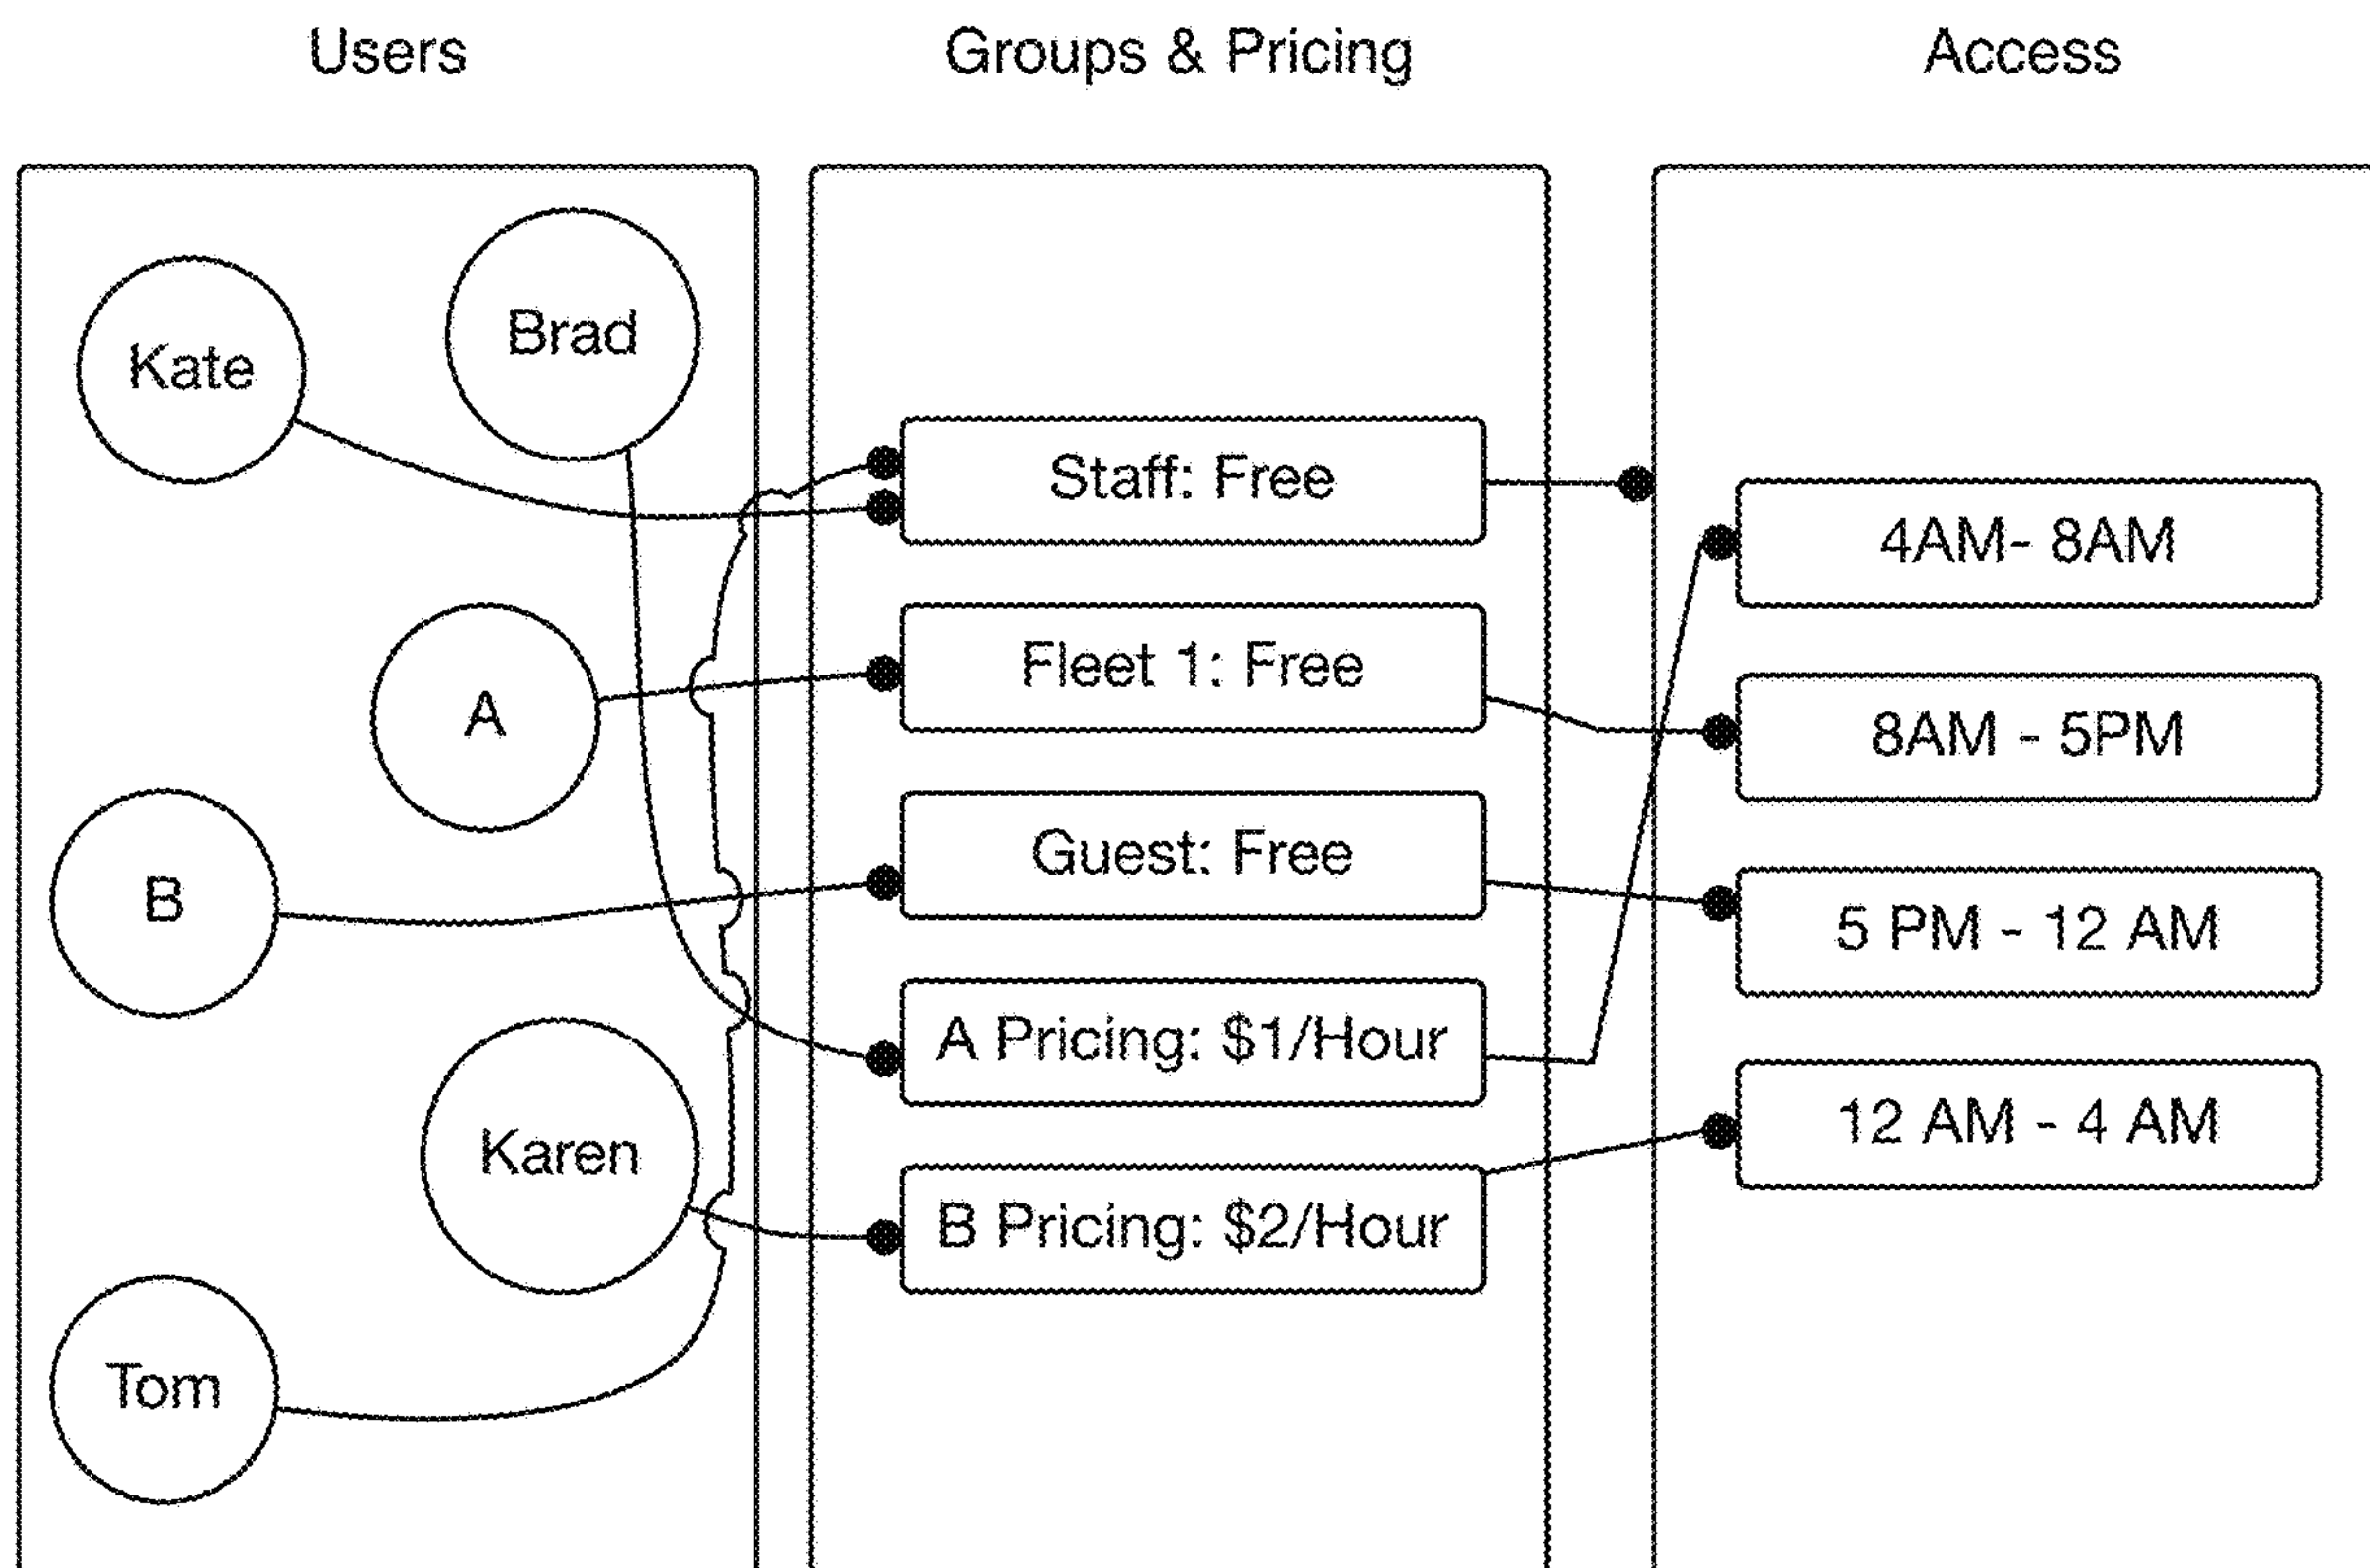 Users
Groups & Pricing
Access
Kate
Brad
A
B
Karen
Tom
Staff: Free
Fleet 1: Free
Guest: Free
A Pricing: $1/Hour
B Pricing: $2/Hour
4AM- 8AM
8AM - 5PM
5 PM - 12 AM
12 AM - 4 AM